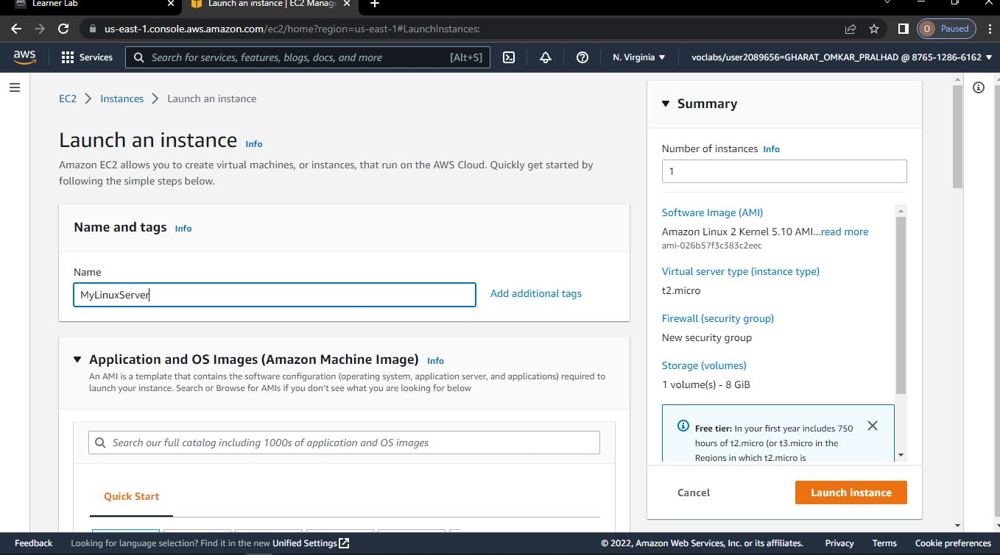 aws Learner Lab
Launch an instance | EC2 Manage
us-east-1.console.aws.amazon.com/ec2/home?region=us-east-1#LaunchInstances:
O Paused
aws
Services
Search for services, features, blogs, docs, and more [Alt+S]
N. Virginia
voclabs/user2089656=GHARAT_OMKAR_PRALHAD @ 8765-1286-6162
EC2 Instances Launch an instance
Launch an instance Info
Amazon EC2 allows you to create virtual machines, or instances, that run on the AWS Cloud. Quickly get started by
following the simple steps below.
Name and tags Info
Name
MyLinuxServer
Add additional tags
Application and OS Images (Amazon Machine Image) Info
An AMI is a template that contains the software configuration (operating system, application server, and applications) required to
launch your instance. Search or Browse for AMIs if you don't see what you are looking for below
Search our full catalog including 1000s of application and OS images
Quick Start
Summary
Number of instances Info
1
Software Image (AMI)
Amazon Linux 2 Kernel 5.10 AMI...read more
ami-026b57f3c383c2eec
Virtual server type (instance type)
t2.micro
Firewall (security group)
New security group
Storage (volumes)
1 volume(s) - 8 GiB
Free tier: In your first year includes 750
hours of t2.micro (or t3.micro in the
Regions in which t2.micro is
Cancel
Launch instance
Feedback
Looking for language selection? Find it in the new Unified Settings
© 2022, Amazon Web Services, Inc. or its affiliates.
Privacy
Terms
Cookie preferences